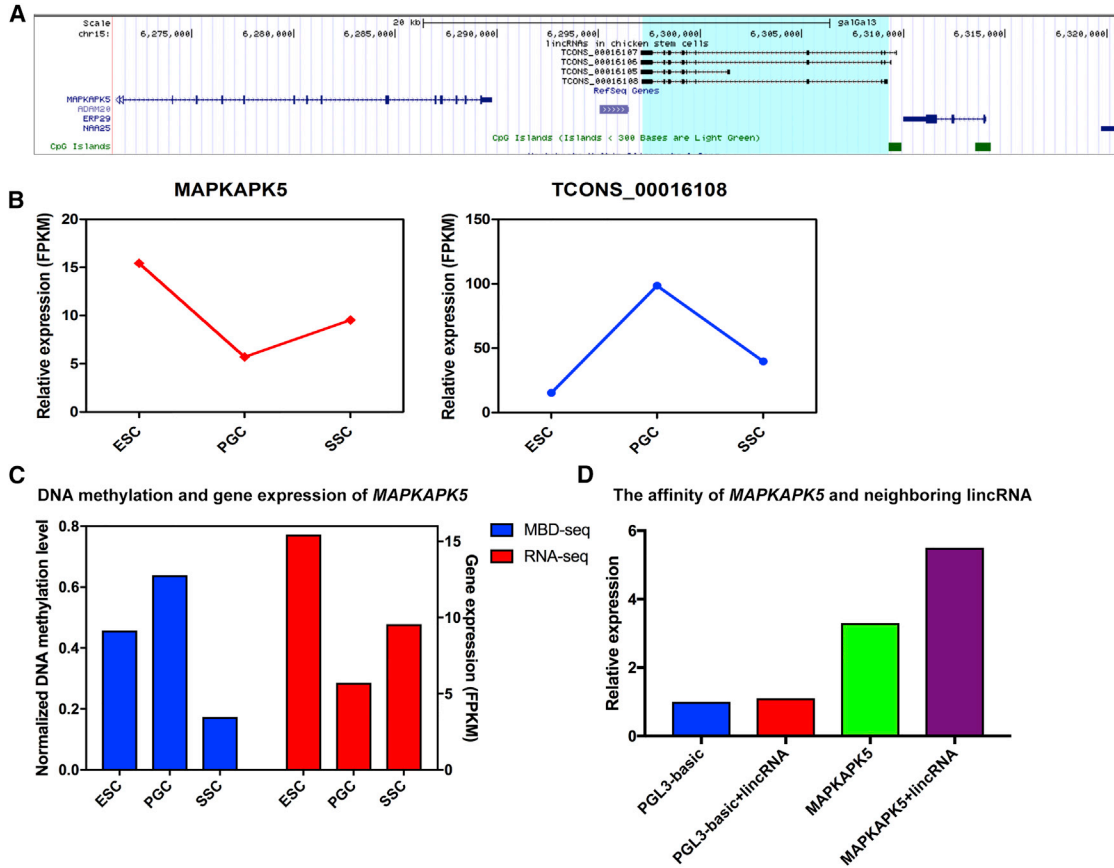 A
Scale
20 kb
galGal3
chr15:
6,275,000
6,280,000
6,285,000
6,290,000
6,295,000
6,300,000
6,305,000
6,310,000
6,315,000
6,320,000
lincRNAs in chicken stem cells
TCONS_00016107
TCONS_00016106
TCONS_00016105
TCONS_00016108
RefSeq Genes
MAPKAPK5
ADAM20
ERP29
NAA25
CpG Islands (Islands < 300 Bases are Light Green)
CpG Islands
B
MAPKAPK5
Relative expression (FPKM)
20
15
10
5
0
ESC
PGC
SSC
TCONS_00016108
Relative expression (FPKM)
150
100
50
0
ESC
PGC
SSC
C
DNA methylation and gene expression of MAPKAPK5
Normalized DNA methylation level
0.8
0.6
0.4
0.2
0.0
ESC
PGC
SSC
ESC
PGC
SSC
15
10
5
0
Gene expression (FPKM)
MBD-seq
RNA-seq
D
The affinity of MAPKAPK5 and neighboring lincRNA
Relative expression
6
4
2
0
PGL3-basic
PGL3-basic+lincRNA
MAPKAPK5
MAPKAPK5+lincRNA